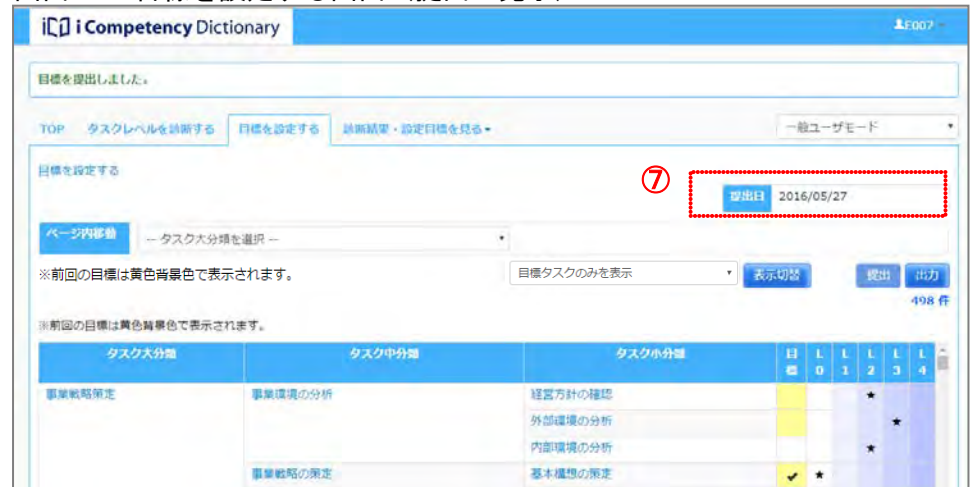 iCD i Competency Dictionary
E007
目標を提出しました。
TOP タスクレベルを診断する 目標を設定する 診断結果・設定目標を見る
一般ユーザモード
目標を設定する
⑦
提出日 2016/05/27
ページ内移動 -- タスク大分類を選択 --
※前回の目標は黄色背景色で表示されます。 目標タスクのみを表示 表示切替 提出 出力
498 件
※前回の目標は黄色背景色で表示されます。
タスク大分類 タスク中分類 タスク小分類 目標 L0 L1 L2 L3 L4
事業戦略策定 事業環境の分析 経営方針の確認 ★
外部環境の分析 ★
内部環境の分析 ★
事業戦略の策定 基本構想の策定 ✔ ★